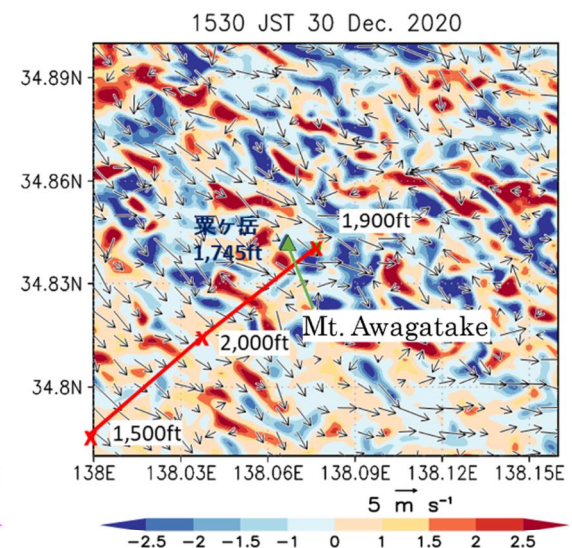 1530 JST 30 Dec. 2020
34.89N
34.86N
34.83N
34.8N
粟ヶ岳
1,745ft
1,900ft
Mt. Awagatake
2,000ft
1,500ft
138E 138.03E 138.06E 138.09E 138.12E 138.15E
5 m s⁻¹
-2.5 -2 -1.5 -1 0 1 1.5 2 2.5